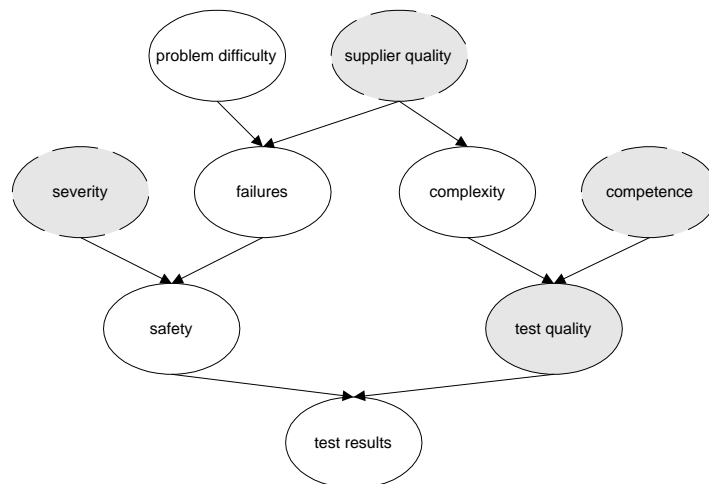 problem difficulty
supplier quality
severity
failures
complexity
competence
safety
test quality
test results